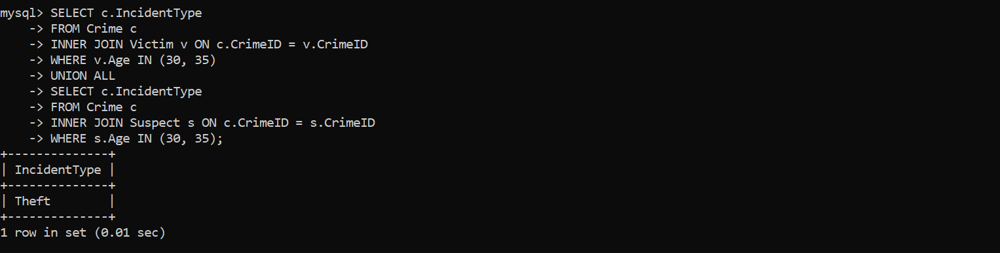 mysql> SELECT c.IncidentType
    -> FROM Crime c
    -> INNER JOIN Victim v ON c.CrimeID = v.CrimeID
    -> WHERE v.Age IN (30, 35)
    -> UNION ALL
    -> SELECT c.IncidentType
    -> FROM Crime c
    -> INNER JOIN Suspect s ON c.CrimeID = s.CrimeID
    -> WHERE s.Age IN (30, 35);
+--------------+
| IncidentType |
+--------------+
| Theft        |
+--------------+
1 row in set (0.01 sec)